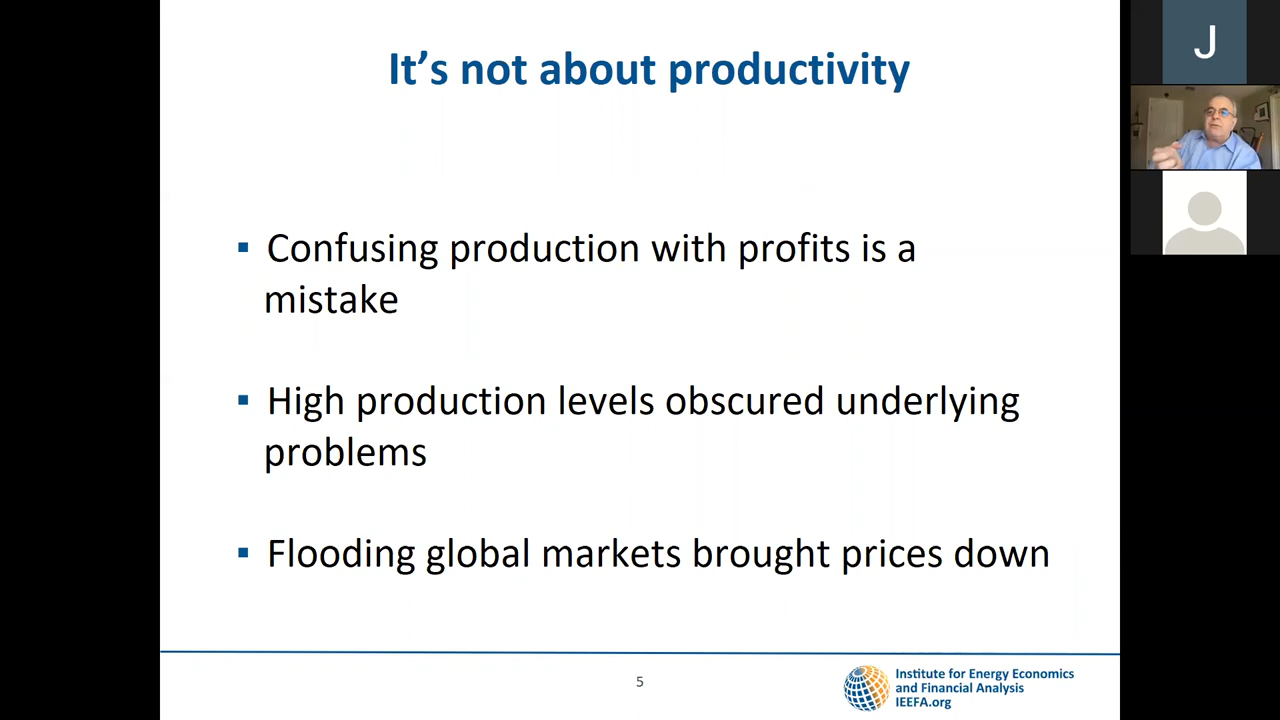 It’s not about productivity
▪ Confusing production with profits is a
mistake
▪ High production levels obscured underlying
problems
▪ Flooding global markets brought prices down
5
Institute for Energy Economics
and Financial Analysis
IEEFA.org
J